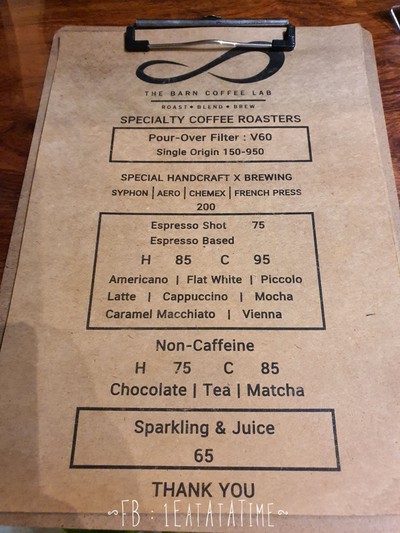 THE BARN COFFEE LAB
ROAST • BLEND • BREW
SPECIALTY COFFEE ROASTERS
Pour-Over Filter : V60
Single Origin 150-950
SPECIAL HANDCRAFT X BREWING
SYPHON | AERO | CHEMEX | FRENCH PRESS
200
Espresso Shot 75
Espresso Based
H 85 C 95
Americano | Flat White | Piccolo
Latte | Cappuccino | Mocha
Caramel Macchiato | Vienna
Non-Caffeine
H 75 C 85
Chocolate | Tea | Matcha
Sparkling & Juice
65
THANK YOU
~FB : 1EATATATIME~